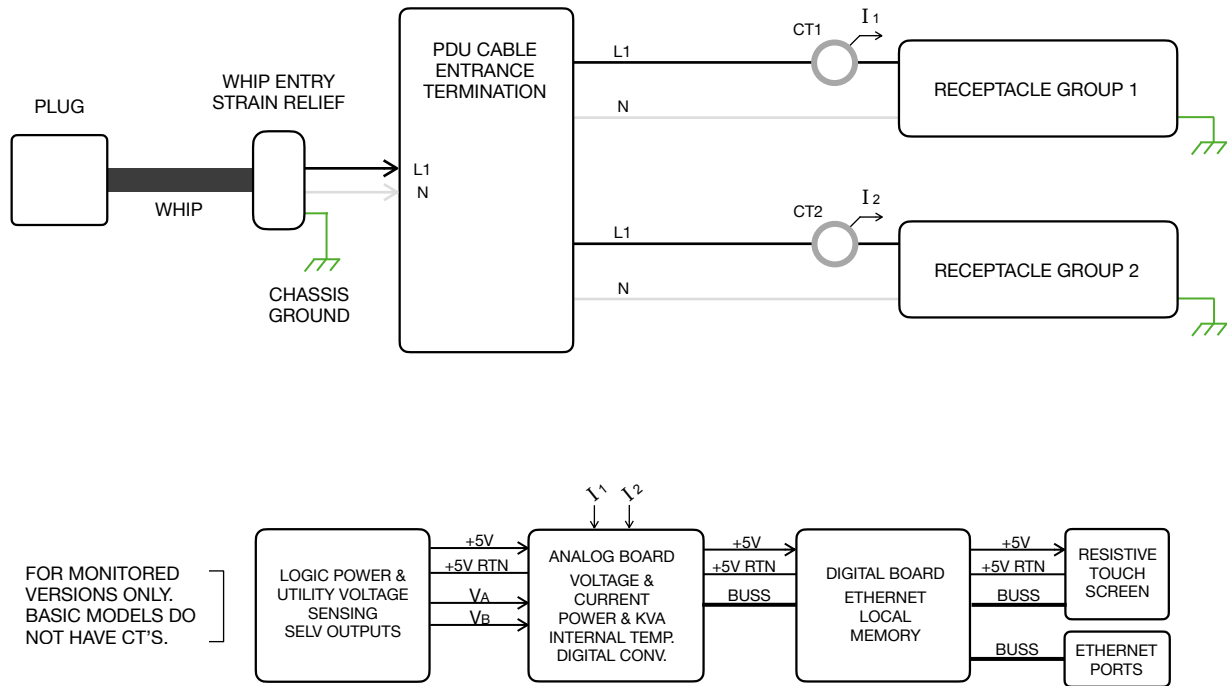 PLUG
WHIP
WHIP ENTRY
STRAIN RELIEF
CHASSIS
GROUND
PDU CABLE
ENTRANCE
TERMINATION
L1
N
L1
N
CT1
I1
RECEPTACLE GROUP 1
L1
N
CT2
I2
RECEPTACLE GROUP 2
FOR MONITORED
VERSIONS ONLY.
BASIC MODELS DO
NOT HAVE CT'S.
LOGIC POWER &
UTILITY VOLTAGE
SENSING
SELV OUTPUTS
+5V
+5V RTN
VA
VB
I1
I2
ANALOG BOARD
VOLTAGE &
CURRENT
POWER & KVA
INTERNAL TEMP.
DIGITAL CONV.
+5V
+5V RTN
BUSS
DIGITAL BOARD
ETHERNET
LOCAL
MEMORY
+5V
+5V RTN
BUSS
RESISTIVE
TOUCH
SCREEN
BUSS
ETHERNET
PORTS